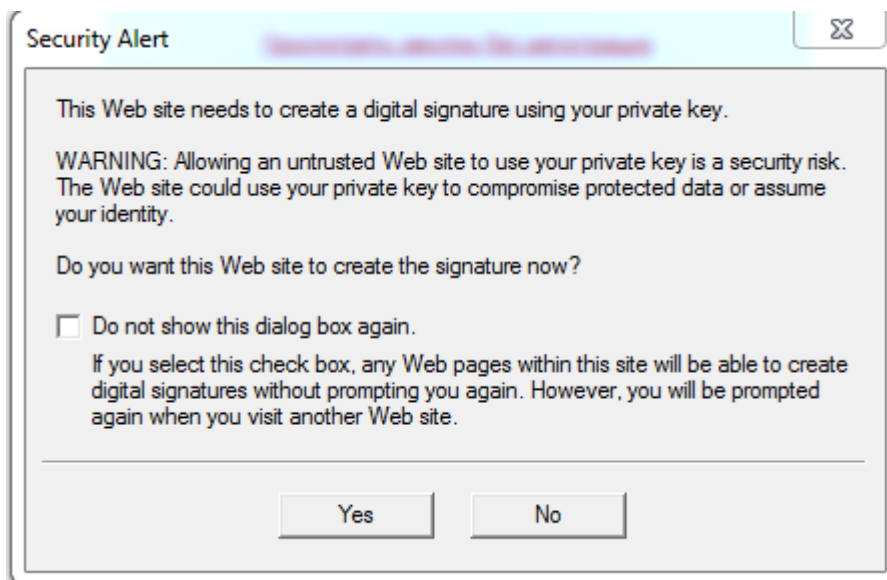 Security Alert
This Web site needs to create a digital signature using your private key.
WARNING: Allowing an untrusted Web site to use your private key is a security risk.
The Web site could use your private key to compromise protected data or assume
your identity.
Do you want this Web site to create the signature now?
Do not show this dialog box again.
If you select this check box, any Web pages within this site will be able to create
digital signatures without prompting you again. However, you will be prompted
again when you visit another Web site.
Yes
No